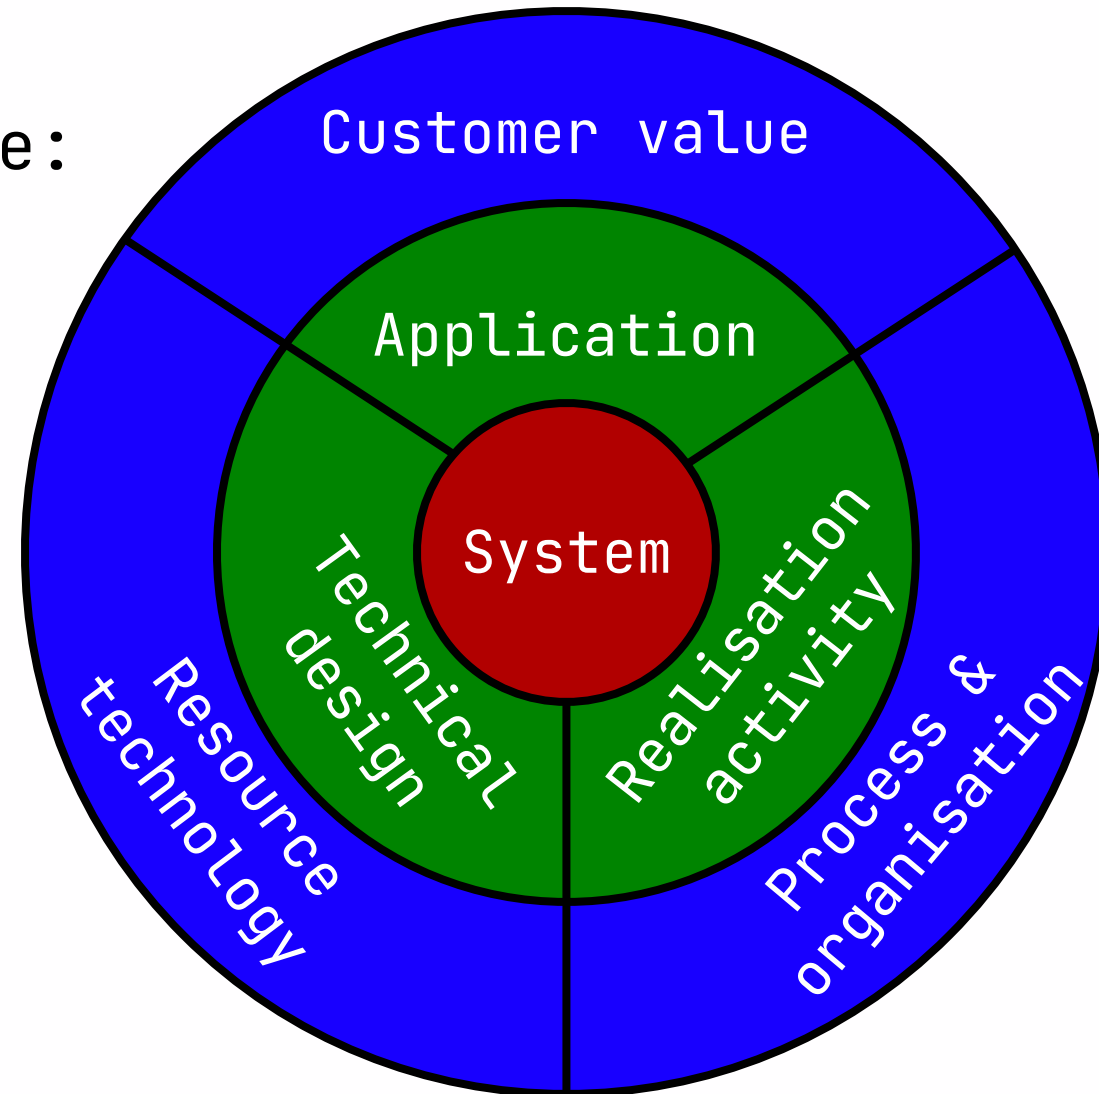 e:
Customer value
Application
System
Technical
design
Realisation
activity
Resource
technology
Process &
organisation